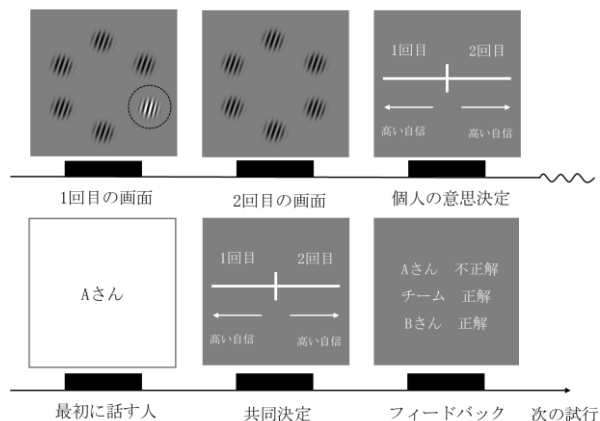 1回目 2回目
高い自信 高い自信
1回目の画面 2回目の画面 個人の意思決定
Aさん
1回目 2回目
高い自信 高い自信
Aさん 不正解
チーム 正解
Bさん 正解
最初に話す人 共同決定 フィードバック 次の試行